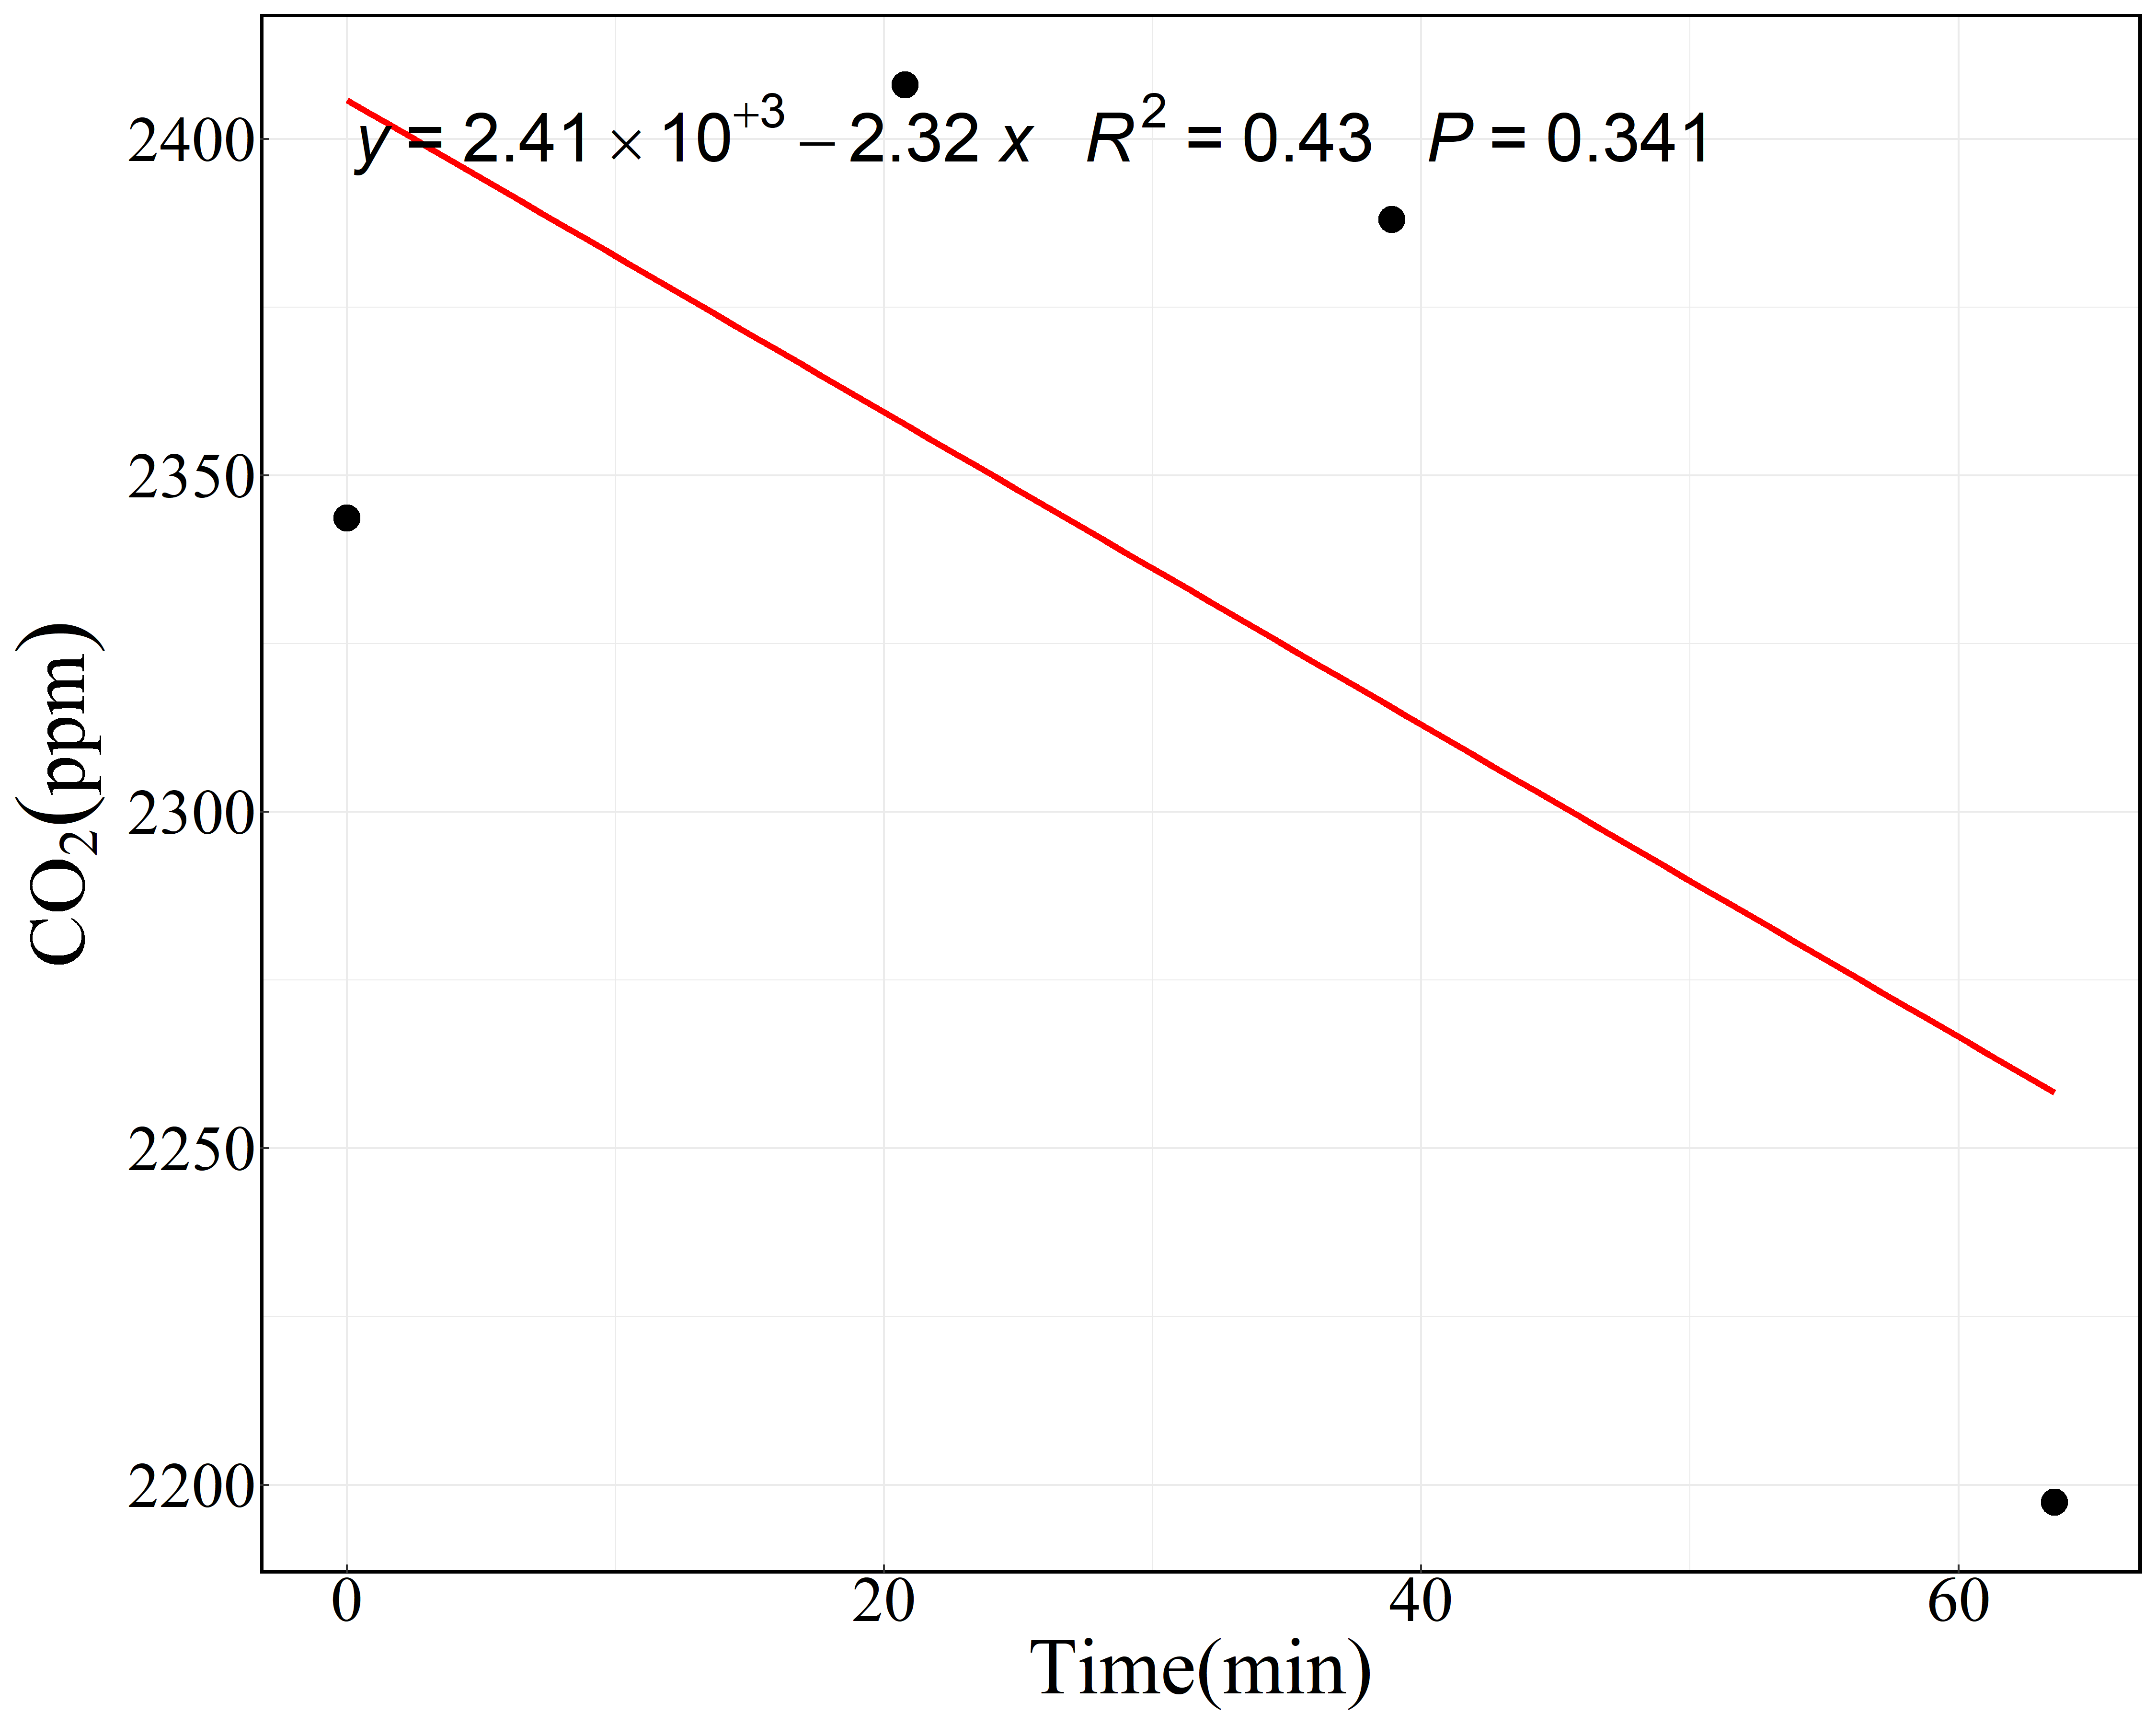 y = 2.41 × 10⁺³ − 2.32 x R² = 0.43 P = 0.341
2400
2350
2300
2250
2200
CO₂(ppm)
0 20 40 60
Time(min)